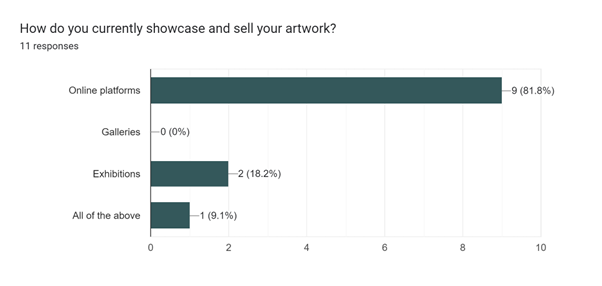 How do you currently showcase and sell your artwork?
11 responses
Online platforms 9 (81.8%)
Galleries 0 (0%)
Exhibitions 2 (18.2%)
All of the above 1 (9.1%)
0 2 4 6 8 10